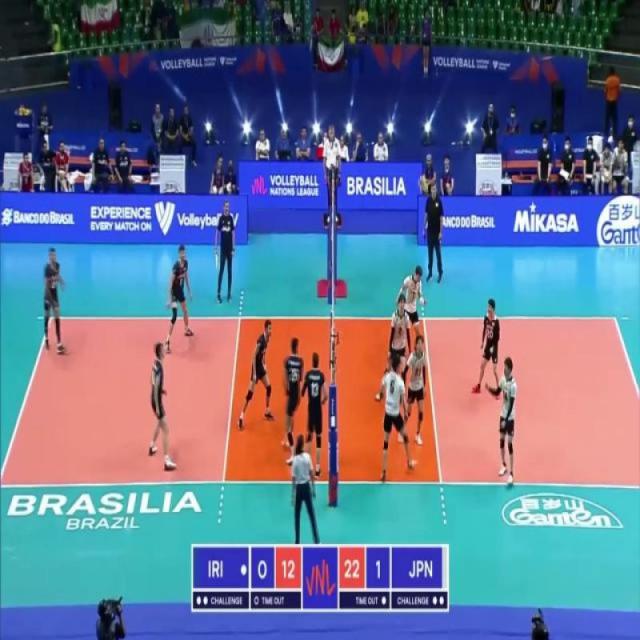 VOLLEYBALL
VOLLEYBALL
VNL VOLLEYBALL NATIONS LEAGUE BRASILIA
BANCO DO BRASIL EXPERIENCE EVERY MATCH ON Volleyball
BANCO DO BRASIL MIKASA 百岁山 Ganten
BRASILIA
BRAZIL
百岁山
Ganten
IRI 0 12 VNL 22 1 JPN
CHALLENGE TIME OUT TIME OUT CHALLENGE